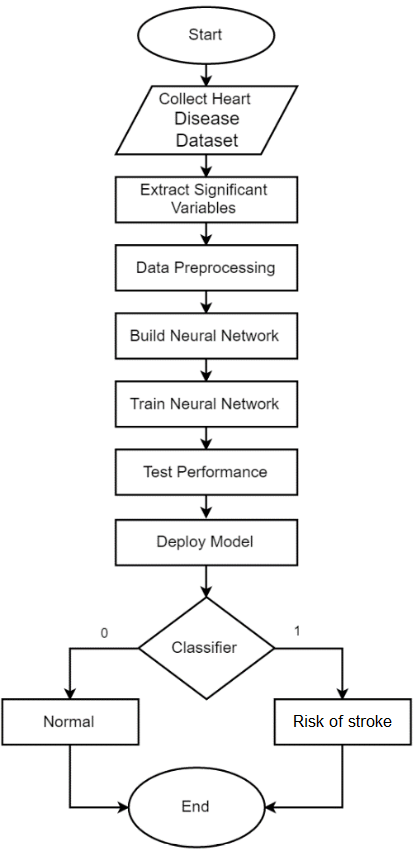 Start
Collect Heart
Disease
Dataset
Extract Significant
Variables
Data Preprocessing
Build Neural Network
Train Neural Network
Test Performance
Deploy Model
Classifier
0
1
Normal
Risk of stroke
End